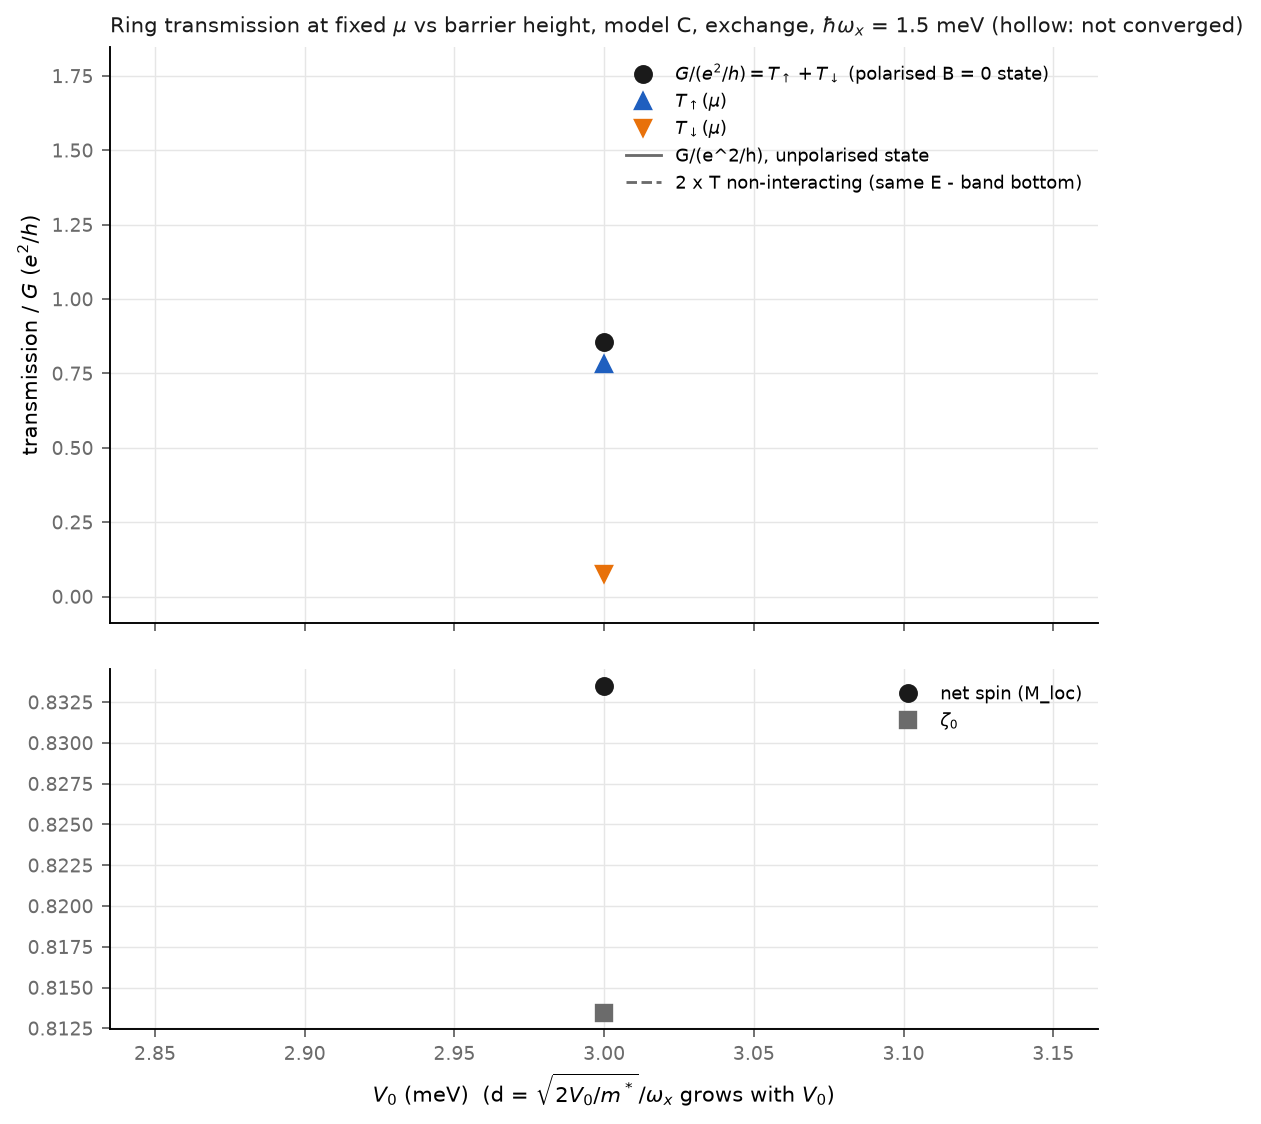 Ring transmission at fixed μ vs barrier height, model C, exchange, ħωₓ = 1.5 meV (hollow: not converged)
G/(e²/h) = T↑ + T↓ (polarised B = 0 state)
T↑(μ)
T↓(μ)
G/(e^2/h), unpolarised state
2 x T non-interacting (same E - band bottom)
transmission / G (e²/h)
1.75
1.50
1.25
1.00
0.75
0.50
0.25
0.00
net spin (M_loc)
ζ₀
0.8325
0.8300
0.8275
0.8250
0.8225
0.8200
0.8175
0.8150
0.8125
2.85 2.90 2.95 3.00 3.05 3.10 3.15
V₀ (meV) (d = √2V₀/m*/ωₓ grows with V₀)